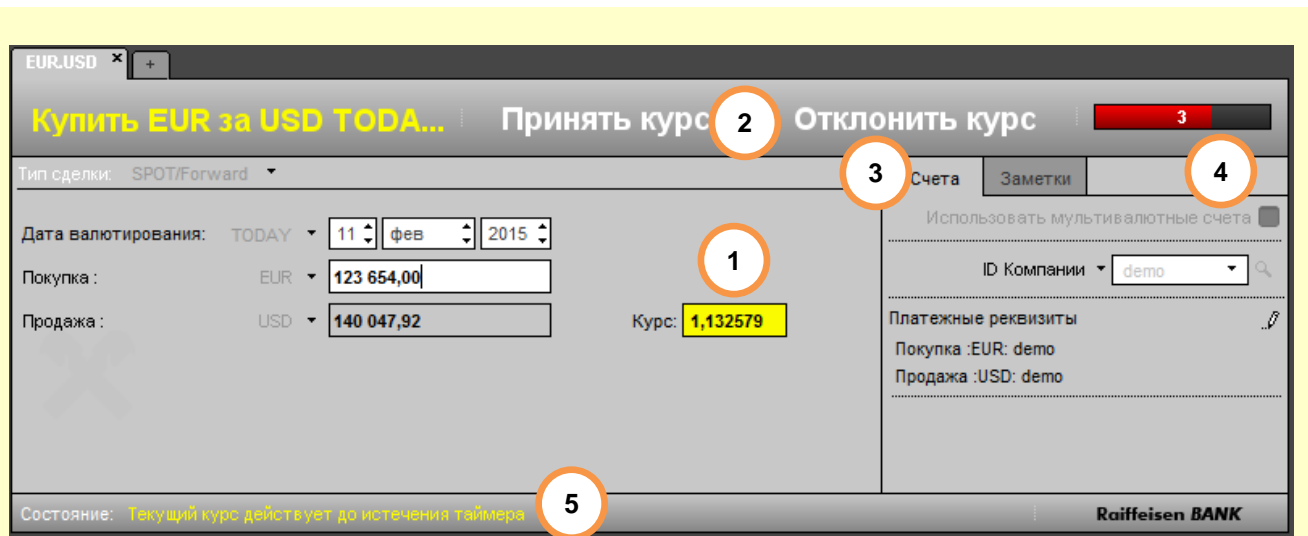 EUR.USD x +
Купить EUR за USD TODA... Принять курс 2 Отклонить курс 3
Тип сделки: SPOT/Forward 3 Счета Заметки 4
Использовать мультивалютные счета
Дата валютирования: TODAY 11 фев 2015
1
ID Компании demo
Покупка : EUR 123 654,00
Продажа : USD 140 047,92 Курс: 1,132579
Платежные реквизиты
Покупка :EUR: demo
Продажа :USD: demo
Состояние: Текущий курс действует до истечения таймера 5 Raiffeisen BANK